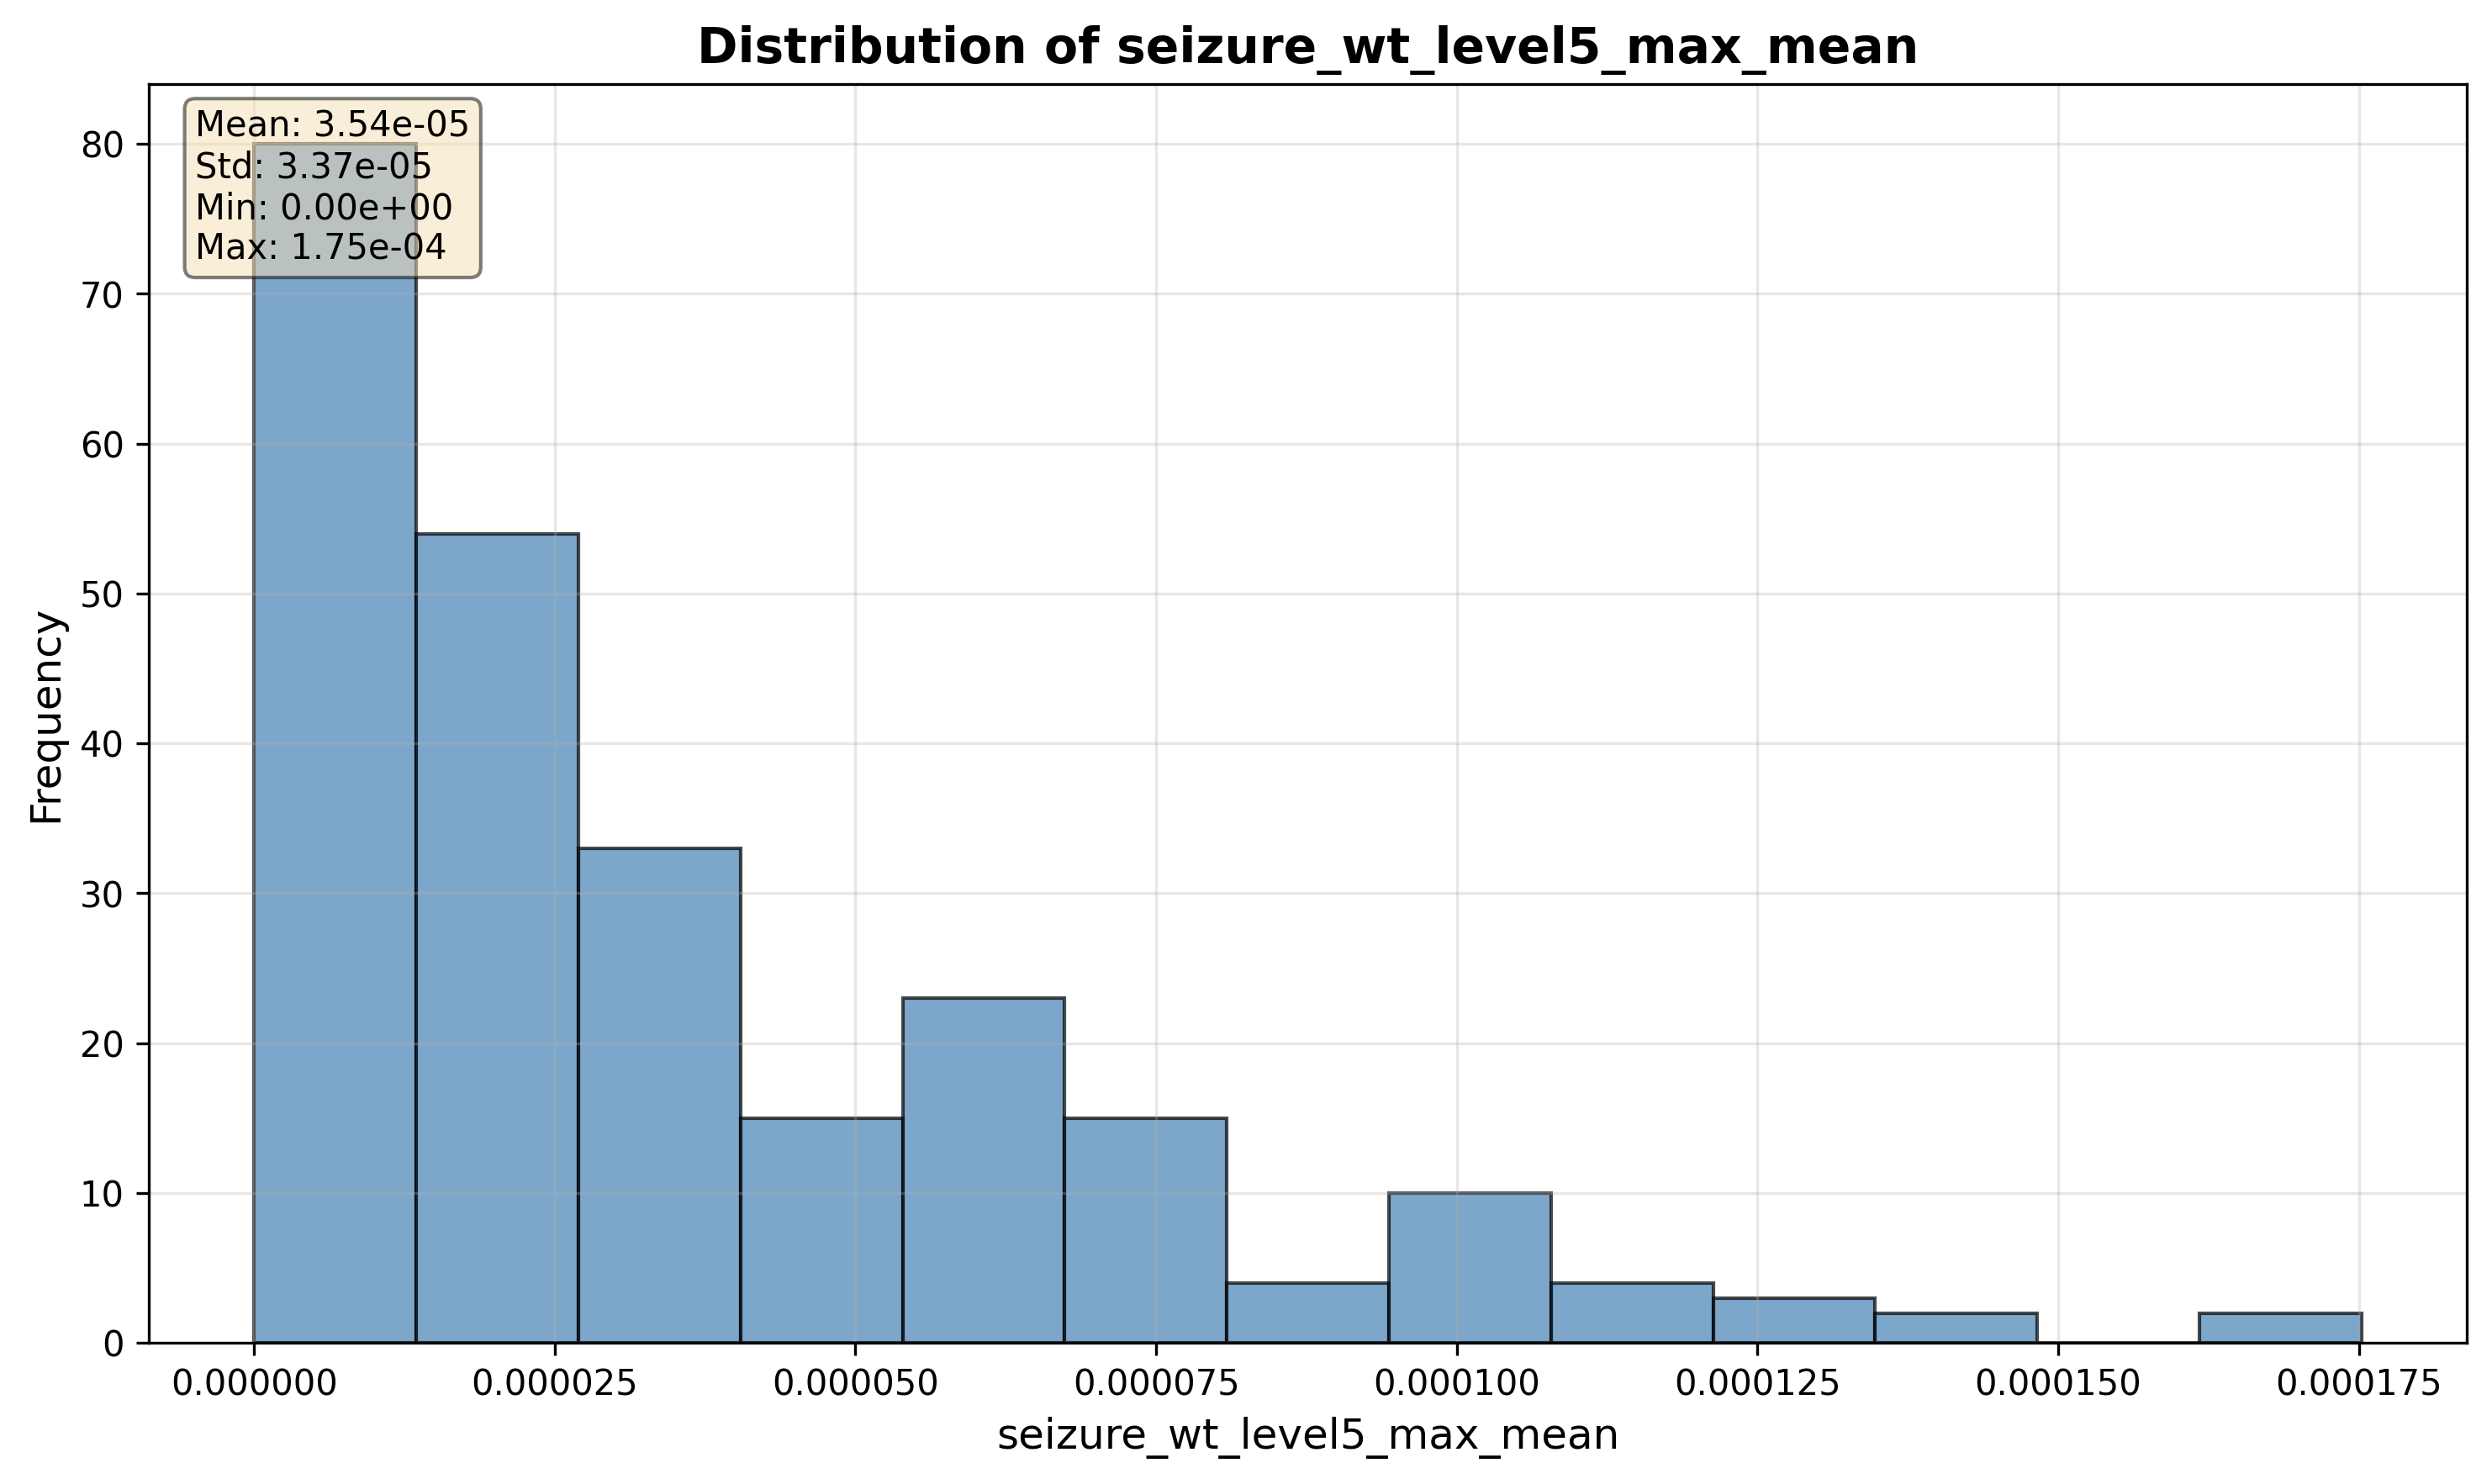 Distribution of seizure_wt_level5_max_mean
Mean: 3.54e-05
Std: 3.37e-05
Min: 0.00e+00
Max: 1.75e-04
80
70
60
50
40
30
20
10
0
Frequency
0.000000 0.000025 0.000050 0.000075 0.000100 0.000125 0.000150 0.000175
seizure_wt_level5_max_mean